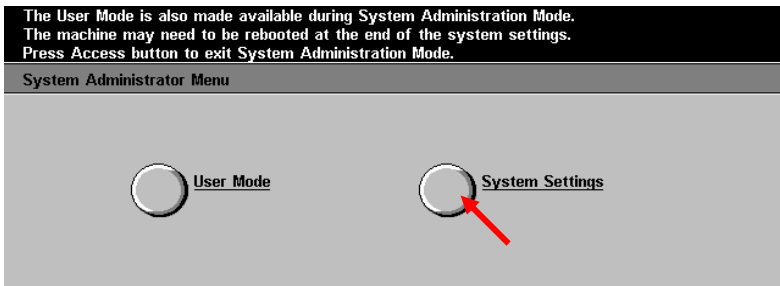 The User Mode is also made available during System Administration Mode.
The machine may need to be rebooted at the end of the system settings.
Press Access button to exit System Administration Mode.
System Administrator Menu
User Mode
System Settings